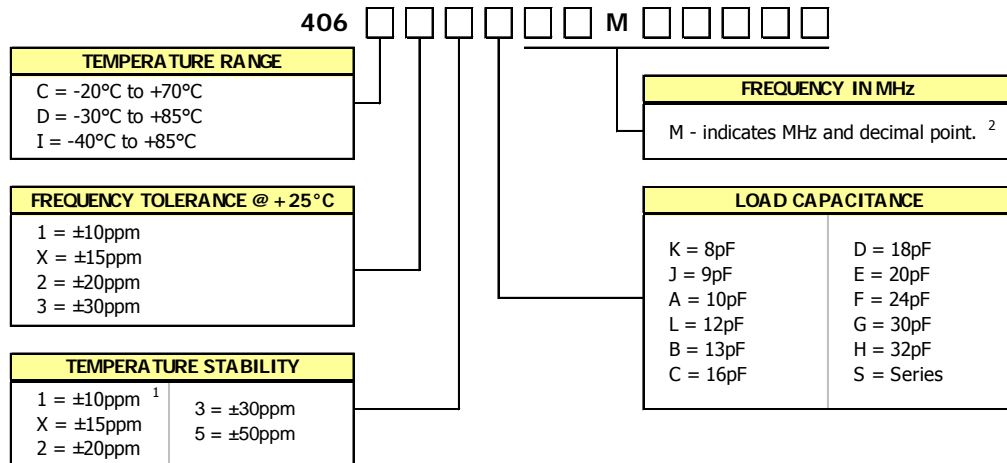 406 M
TEMPERATURE RANGE
C = -20°C to +70°C
D = -30°C to +85°C
I = -40°C to +85°C
FREQUENCY IN MHz
M - indicates MHz and decimal point. 2
FREQUENCY TOLERANCE @ +25°C
1 = ±10ppm
X = ±15ppm
2 = ±20ppm
3 = ±30ppm
LOAD CAPACITANCE
K = 8pF
J = 9pF
A = 10pF
L = 12pF
B = 13pF
C = 16pF
D = 18pF
E = 20pF
F = 24pF
G = 30pF
H = 32pF
S = Series
TEMPERATURE STABILITY
1 = ±10ppm 1
X = ±15ppm
2 = ±20ppm
3 = ±30ppm
5 = ±50ppm